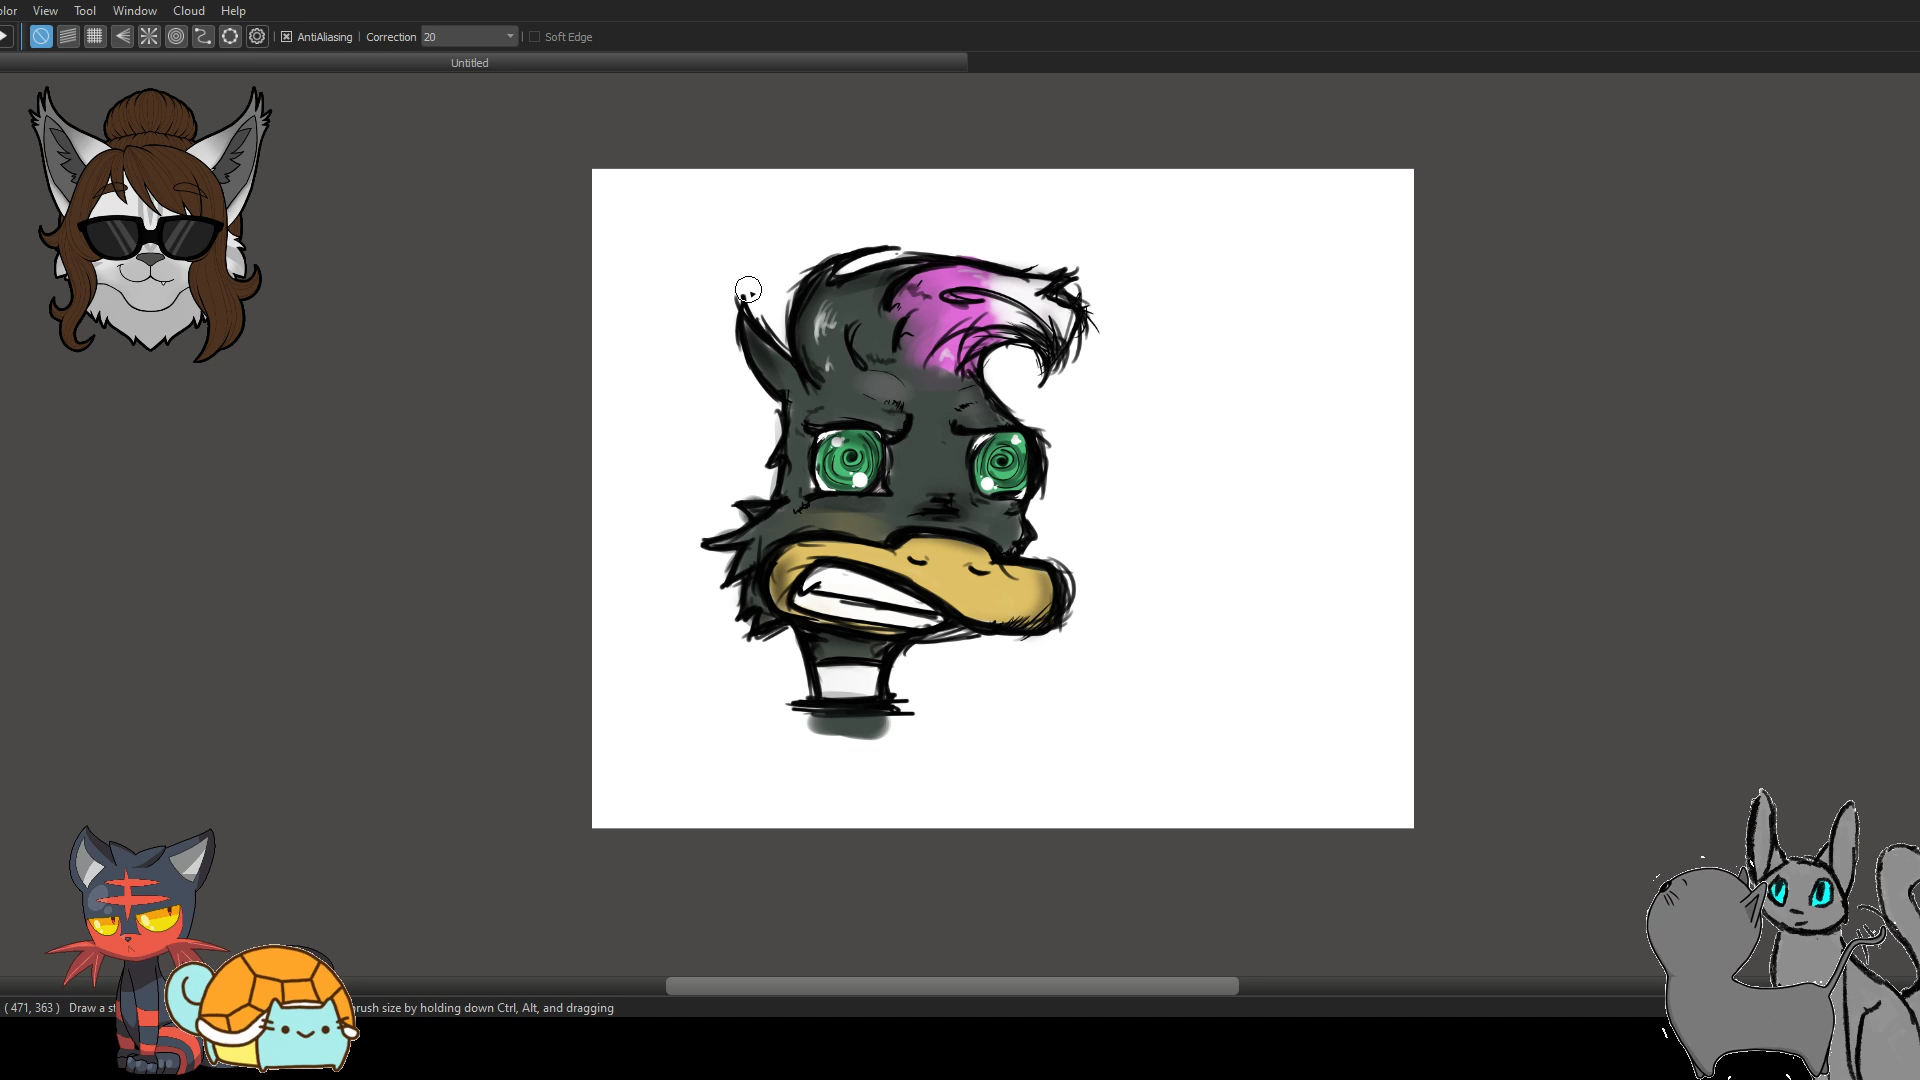 olor View Tool Window Cloud Help
AntiAliasing Correction 20 Soft Edge
Untitled
( 471, 363 ) Draw a st rush size by holding down Ctrl, Alt, and dragging